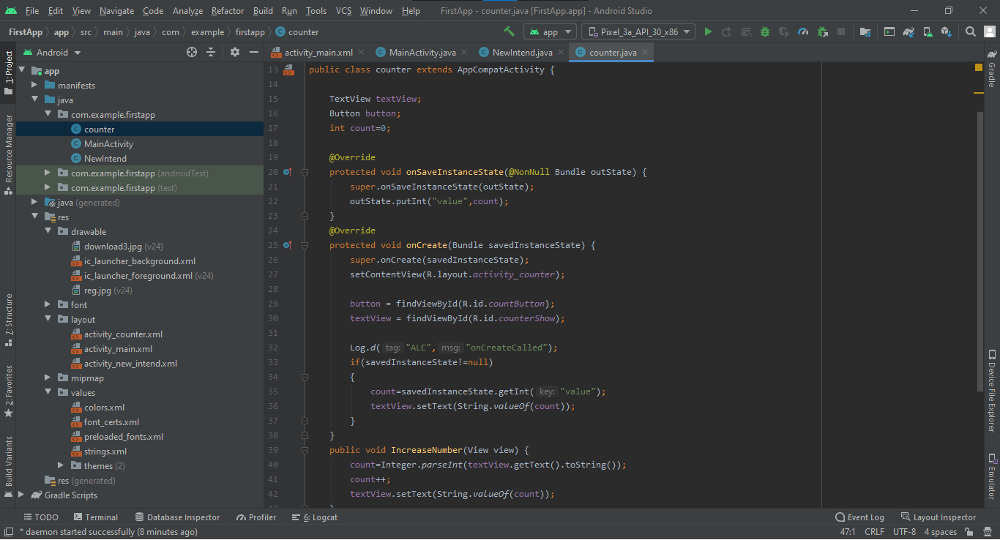 File Edit View Navigate Code Analyze Refactor Build Run Tools VCS Window Help FirstApp - counter.java [FirstApp.app] - Android Studio
FirstApp app src main java com example firstapp counter app Pixel_3a_API_30_x86
Android
activity_main.xml MainActivity.java NewIntend.java counter.java
1: Project
Resource Manager
7: Structure
2: Favorites
Build Variants
app
manifests
java
com.example.firstapp
counter
MainActivity
NewIntend
com.example.firstapp (androidTest)
com.example.firstapp (test)
java (generated)
res
drawable
download3.jpg (v24)
ic_launcher_background.xml
ic_launcher_foreground.xml (v24)
reg.jpg (v24)
font
layout
activity_counter.xml
activity_main.xml
activity_new_intend.xml
mipmap
values
colors.xml
font_certs.xml
preloaded_fonts.xml
strings.xml
themes (2)
res (generated)
Gradle Scripts
13 public class counter extends AppCompatActivity {
14
15 TextView textView;
16 Button button;
17 int count=0;
18
19 @Override
20 protected void onSaveInstanceState(@NonNull Bundle outState) {
21 super.onSaveInstanceState(outState);
22 outState.putInt("value",count);
23 }
24 @Override
25 protected void onCreate(Bundle savedInstanceState) {
26 super.onCreate(savedInstanceState);
27 setContentView(R.layout.activity_counter);
28
29 button = findViewById(R.id.countButton);
30 textView = findViewById(R.id.counterShow);
31
32 Log.d( tag: "ALC", msg: "onCreateCalled");
33 if(savedInstanceState!=null)
34 {
35 count=savedInstanceState.getInt( key: "value");
36 textView.setText(String.valueOf(count));
37 }
38 }
39 public void IncreaseNumber(View view) {
40 count=Integer.parseInt(textView.getText().toString());
41 count++;
42 textView.setText(String.valueOf(count));
Gradle
Device File Explorer
Emulator
TODO Terminal Database Inspector Profiler 6: Logcat Event Log Layout Inspector
* daemon started successfully (8 minutes ago) 47:1 CRLF UTF-8 4 spaces